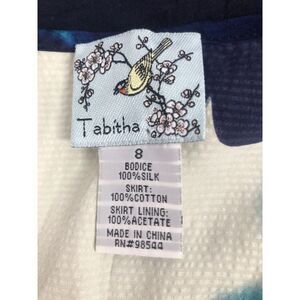 Tabitha
8
BODICE
100%SILK
SKIRT:
100%COTTON
SKIRT LINING:
100%ACETATE
MADE IN CHINA
RN#98544